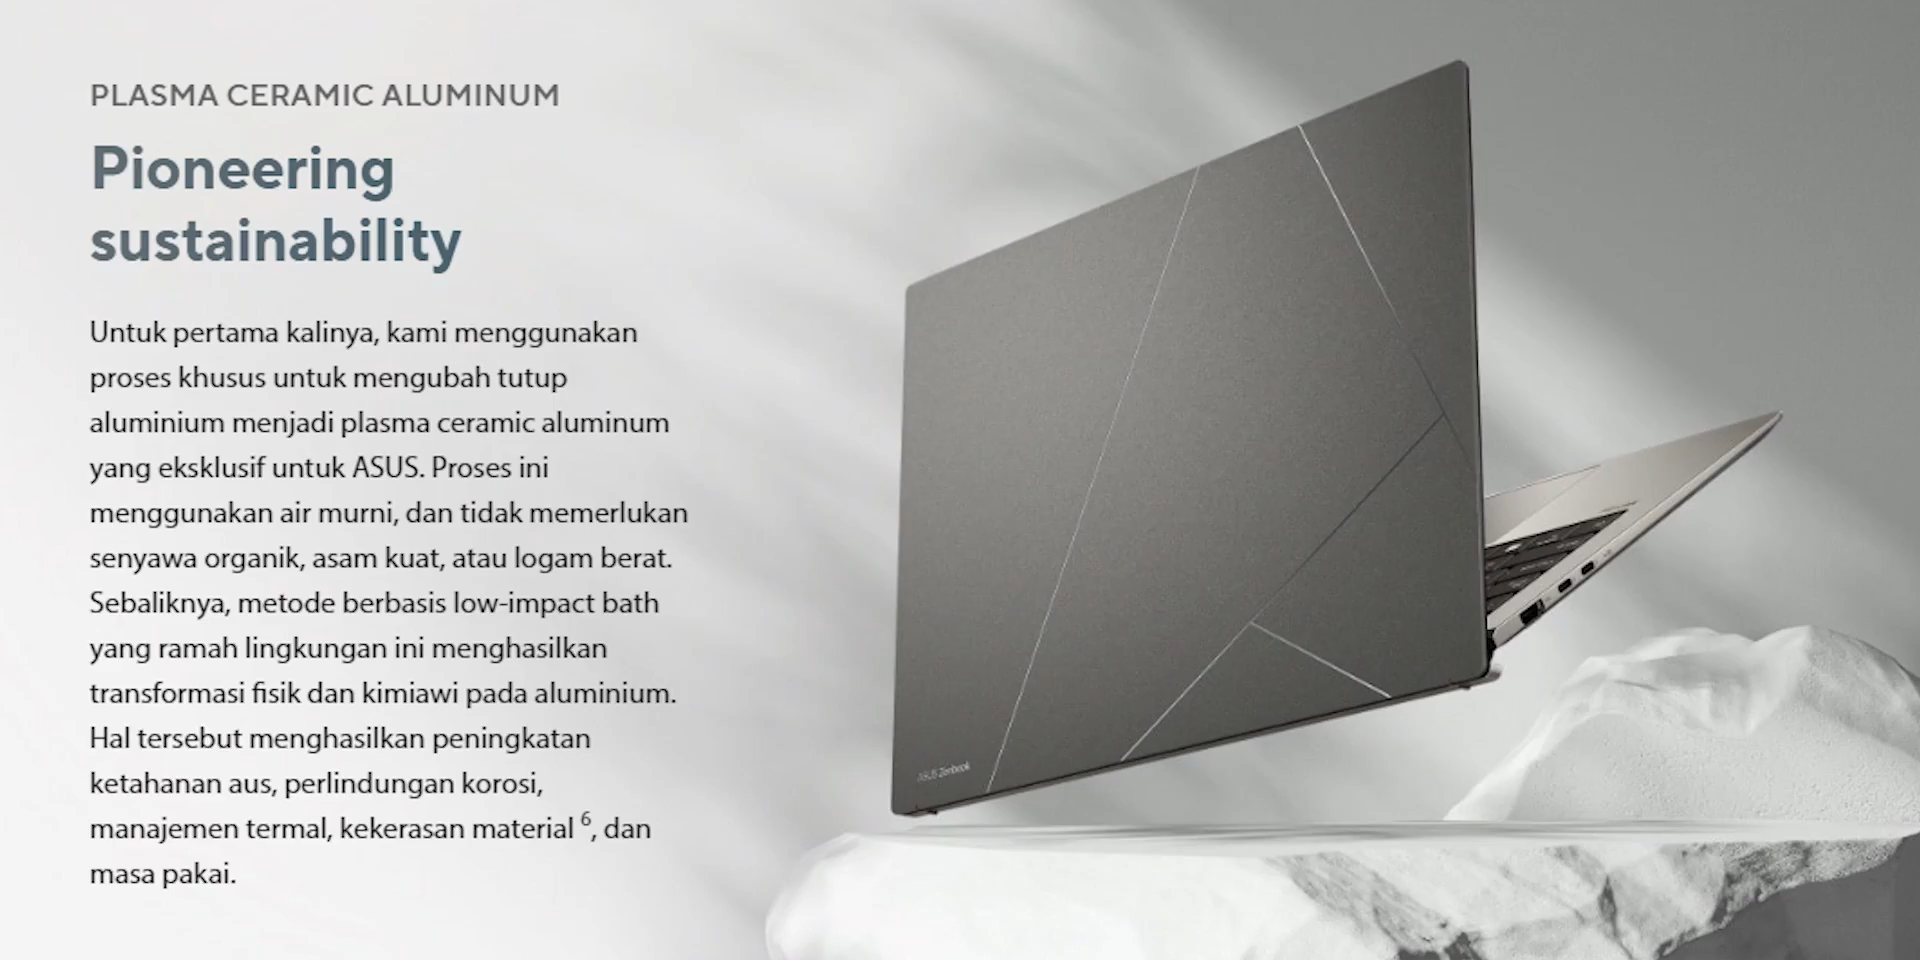 PLASMA CERAMIC ALUMINUM
Pioneering
sustainability
Untuk pertama kalinya, kami menggunakan
proses khusus untuk mengubah tutup
aluminium menjadi plasma ceramic aluminum
yang eksklusif untuk ASUS. Proses ini
menggunakan air murni, dan tidak memerlukan
senyawa organik, asam kuat, atau logam berat.
Sebaliknya, metode berbasis low-impact bath
yang ramah lingkungan ini menghasilkan
transformasi fisik dan kimiawi pada aluminium.
Hal tersebut menghasilkan peningkatan
ketahanan aus, perlindungan korosi,
manajemen termal, kekerasan material ⁶, dan
masa pakai.
ASUS Zenbook